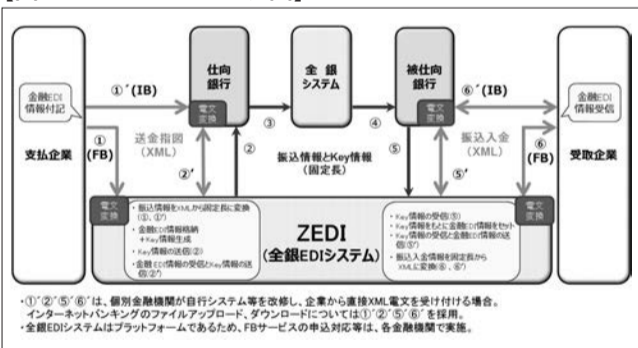 金融EDI
情報付記
支払企業
①´(IB)
①
(FB)
仕向
銀行
電文
変換
全 銀
システム
被仕向
銀行
電文
変換
⑥´(IB)
⑥
(FB)
金融EDI
情報受信
受取企業
③
④
送金指図
(XML)
②
②´
振込情報とKey情報
(固定長)
⑤
⑤´
振込入金
(XML)
電文
変換
・ 振込情報をXMLから固定長に変換
(①、①´)
・ 金融EDI情報格納
+Key情報生成
・ Key情報の送信(②)
・ 金融EDI情報の受信とKey情報の送
信(②´)
ZEDI
(全銀EDIシステム)
・ Key情報の受信(⑤)
・ Key情報をもとに金融EDI情報をセット
・ Key情報の受信と金融EDI情報の送
信(⑤´)
・ 振込入金情報を固定長から
XMLに変換(⑥、⑥´)
電文
変換
・①´②´⑤´⑥´は、個別金融機関が自行システム等を改修し、企業から直接XML電文を受け付ける場合。
インターネットバンキングのファイルアップロード、ダウンロードについては①´②´⑤´⑥´を採用。
・全銀EDIシステムはプラットフォームであるため、FBサービスの申込対応等は、各金融機関で実施。